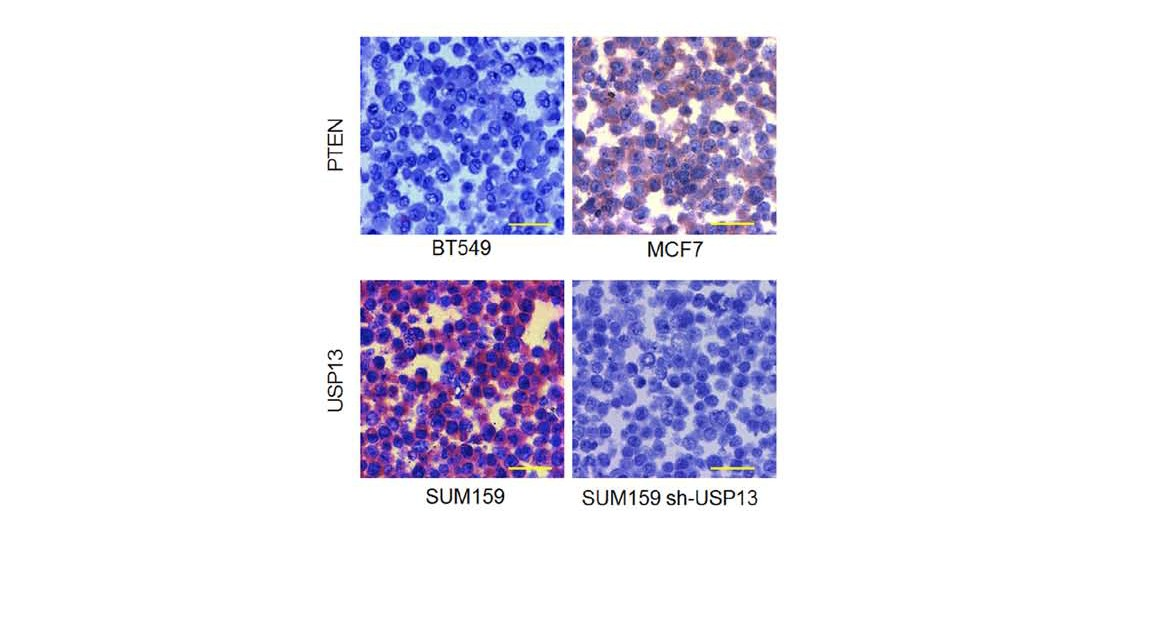 PTEN
BT549
MCF7
USP13
SUM159
SUM159 sh-USP13